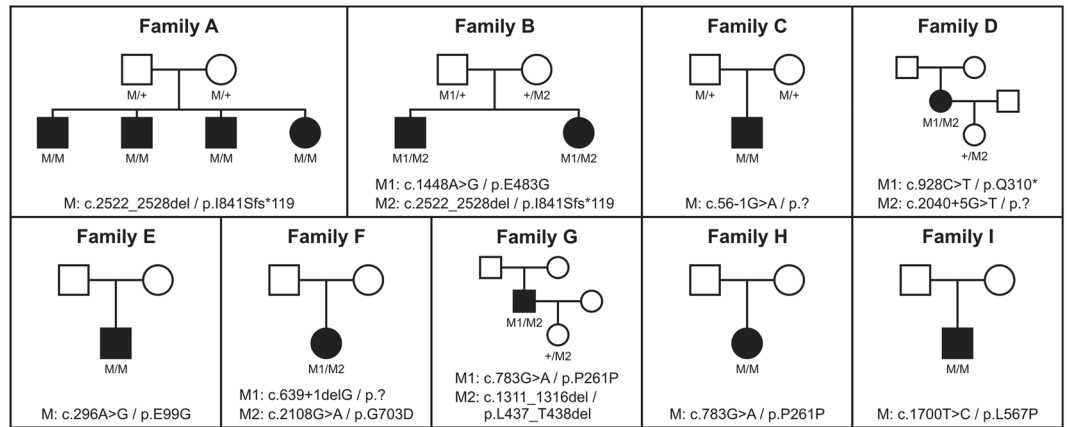 Family A
M/+ M/+
M/M M/M M/M M/M
M: c.2522_2528del / p.I841Sfs*119
Family B
M1/+ +/M2
M1/M2 M1/M2
M1: c.1448A>G / p.E483G
M2: c.2522_2528del / p.I841Sfs*119
Family C
M/+ M/+
M/M
M: c.56-1G>A / p.?
Family D
M1/M2
+/M2
M1: c.928C>T / p.Q310*
M2: c.2040+5G>T / p.?
Family E
M/M
M: c.296A>G / p.E99G
Family F
M1/M2
M1: c.639+1delG / p.?
M2: c.2108G>A / p.G703D
Family G
M1/M2
+/M2
M1: c.783G>A / p.P261P
M2: c.1311_1316del /
p.L437_T438del
Family H
M/M
M: c.783G>A / p.P261P
Family I
M/M
M: c.1700T>C / p.L567P